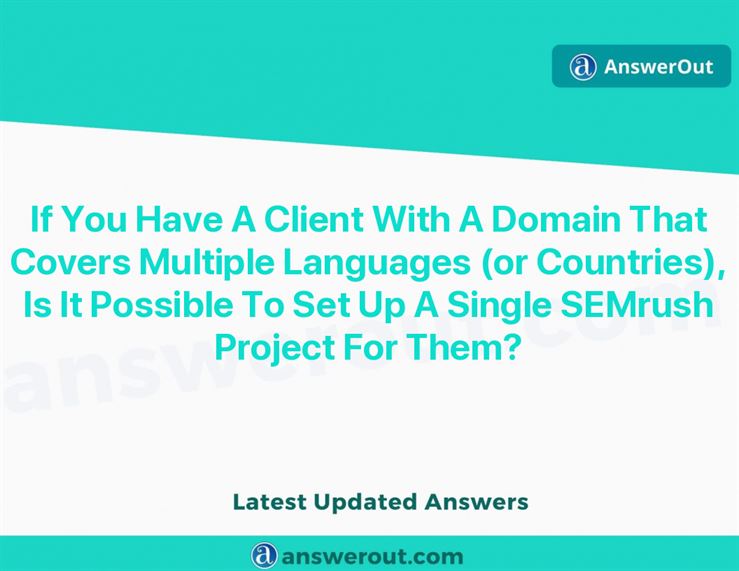 AnswerOut
If You Have A Client With A Domain That
Covers Multiple Languages (or Countries),
Is It Possible To Set Up A Single SEMrush
Project For Them?
answerout.com
Latest Updated Answers
answerout.com